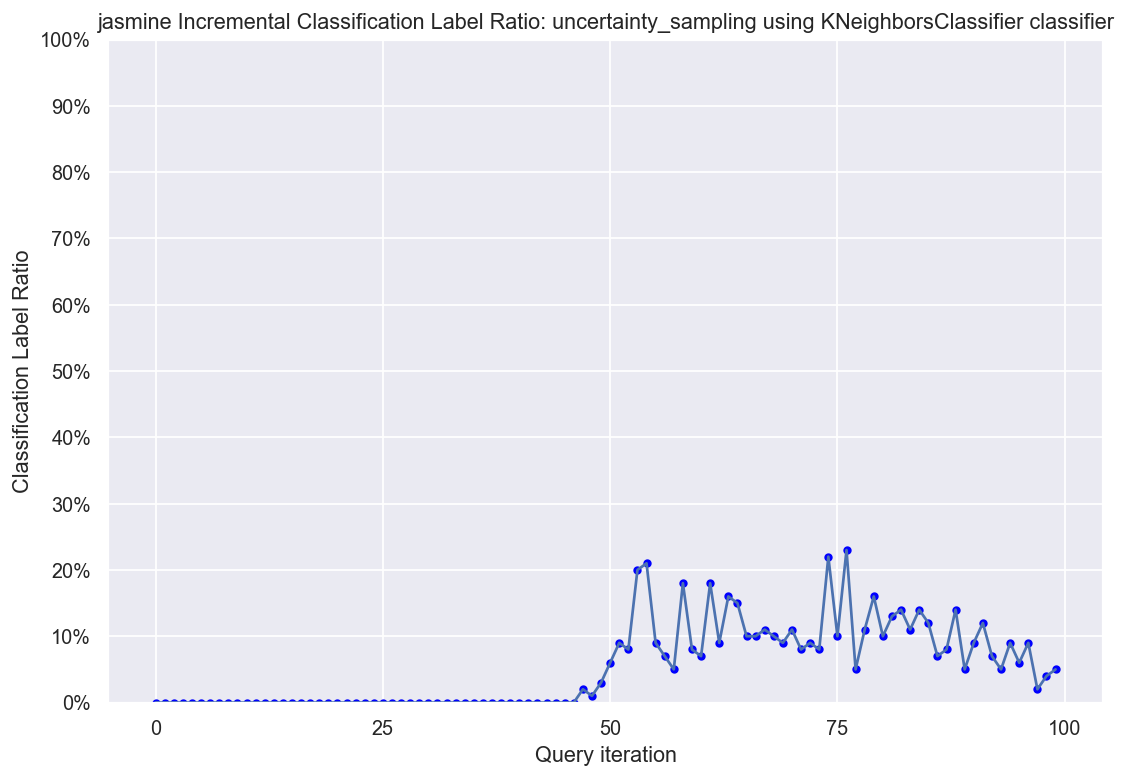 jasmine Incremental Classification Label Ratio: uncertainty_sampling using KNeighborsClassifier classifier
100%
90%
80%
70%
60%
50%
40%
30%
20%
10%
0%
Classification Label Ratio
0 25 50 75 100
Query iteration